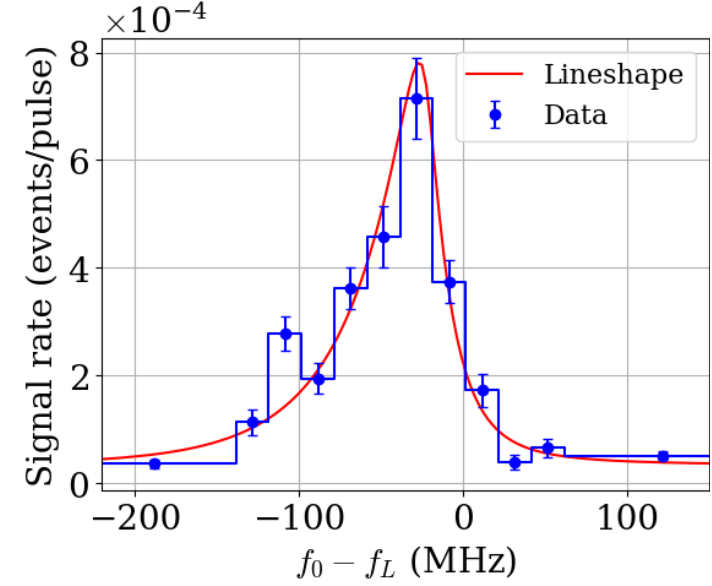 ×10⁻⁴
Signal rate (events/pulse)
8
6
4
2
0
Lineshape
Data
−200
−100
0
100
f₀ − f_L (MHz)